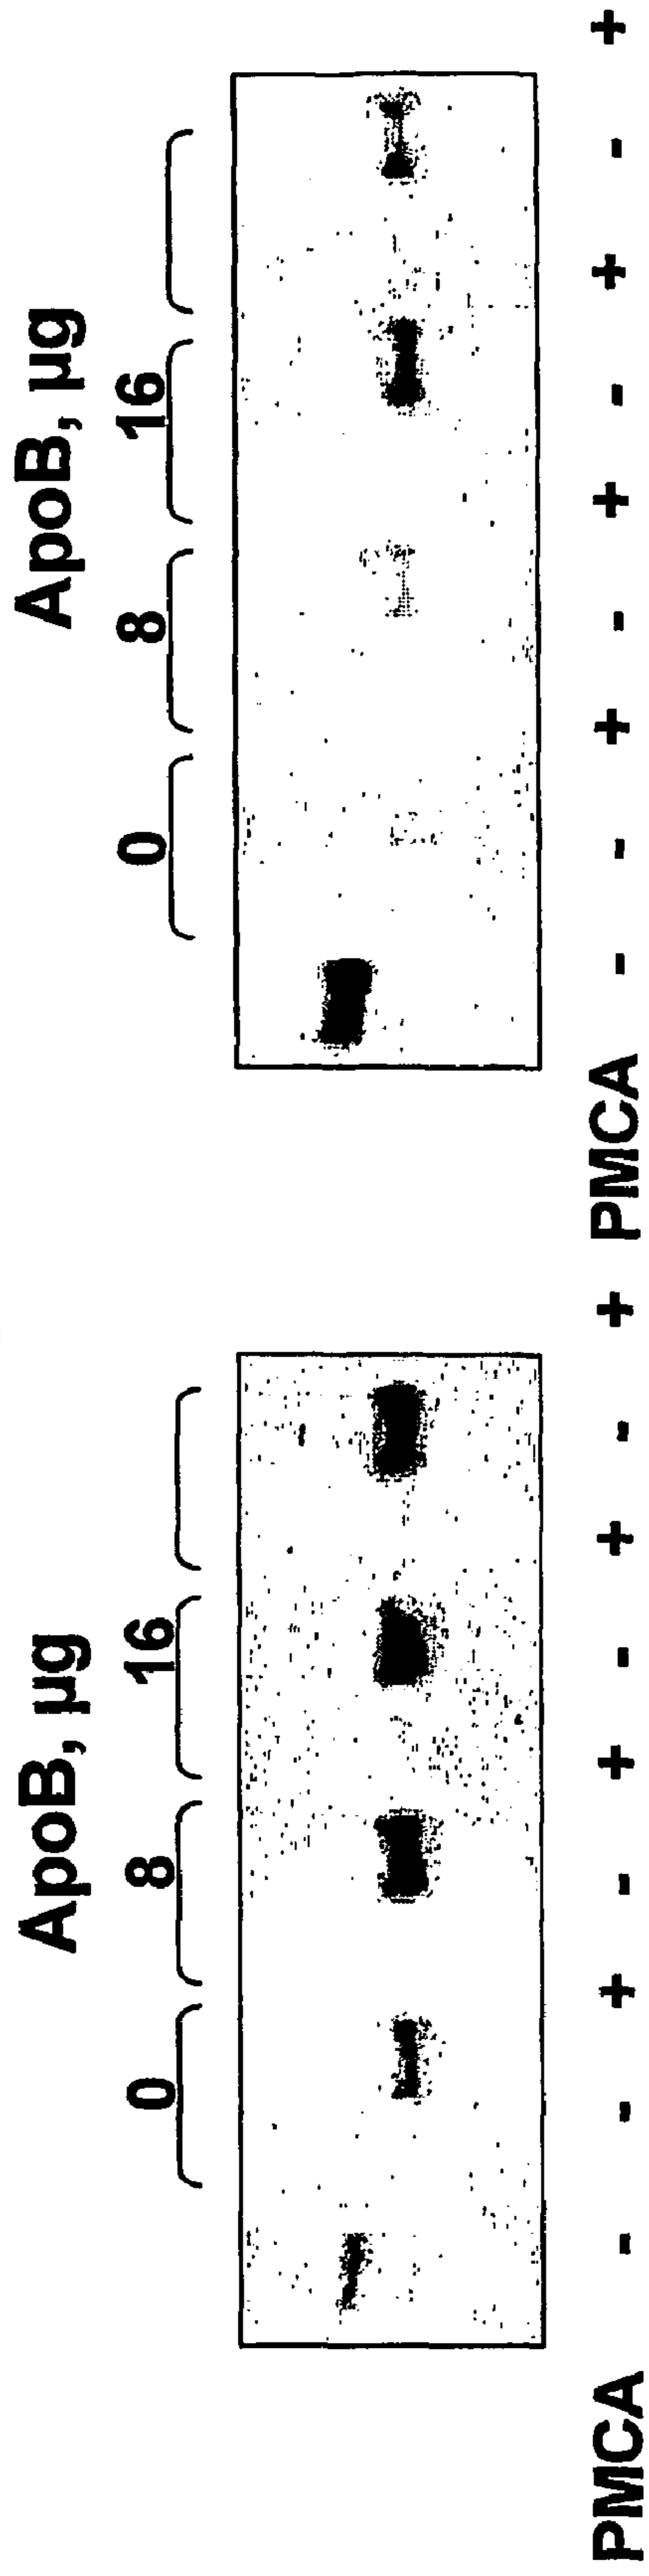 ApoB, µg ApoB, µg
0 8 16 0 8 16
PMCA - - + - + - + - + PMCA - - + - + - + - +